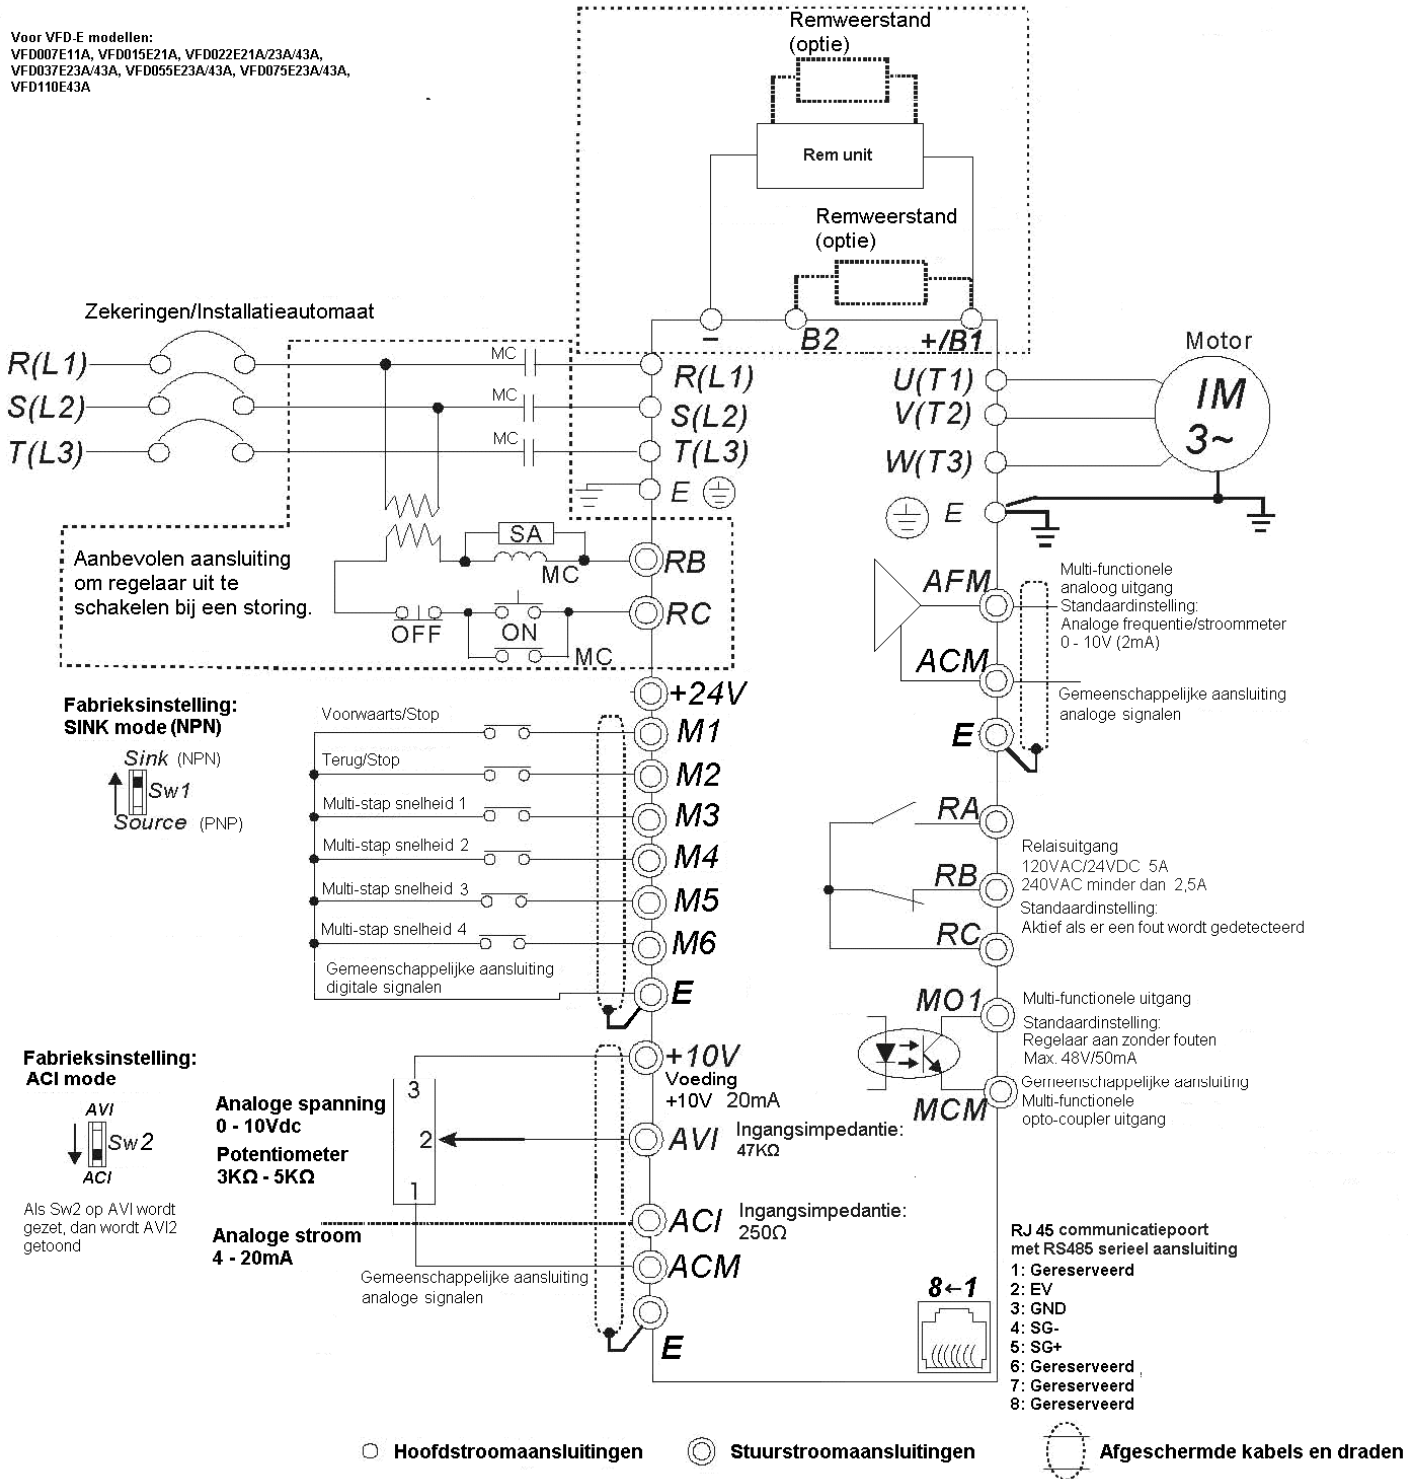 Voor VFD-E modellen:
VFD007E11A, VFD015E21A, VFD022E21A/23A/43A,
VFD037E23A/43A, VFD055E23A/43A, VFD075E23A/43A,
VFD110E43A
Remweerstand
(optie)
Rem unit
Remweerstand
(optie)
–
B2
+/B1
Zekeringen/Installatieautomaat
R(L1)
MC
R(L1)
S(L2)
MC
S(L2)
T(L3)
MC
T(L3)
E
U(T1)
V(T2)
W(T3)
E
Motor
IM
3~
Aanbevolen aansluiting
om regelaar uit te
schakelen bij een storing.
SA
MC
RB
OFF
ON
MC
RC
AFM
Multi-functionele
analoog uitgang
Standaardinstelling:
Analoge frequentie/stroommeter
0 - 10V (2mA)
ACM
Gemeenschappelijke aansluiting
analoge signalen
E
Fabrieksinstelling:
SINK mode (NPN)
Sink (NPN)
Sw1
Source (PNP)
+24V
Voorwaarts/Stop
M1
Terug/Stop
M2
Multi-stap snelheid 1
M3
Multi-stap snelheid 2
M4
Multi-stap snelheid 3
M5
Multi-stap snelheid 4
M6
Gemeenschappelijke aansluiting
digitale signalen
E
RA
RB
RC
Relaisuitgang
120VAC/24VDC 5A
240VAC minder dan 2,5A
Standaardinstelling:
Aktief als er een fout wordt gedetecteerd
MO1
Multi-functionele uitgang
Standaardinstelling:
Regelaar aan zonder fouten
Max. 48V/50mA
MCM
Gemeenschappelijke aansluiting
Multi-functionele
opto-coupler uitgang
Fabrieksinstelling:
ACI mode
AVI
Sw2
ACI
Als Sw2 op AVI wordt
gezet, dan wordt AVI2
getoond
Analoge spanning
0 - 10Vdc
Potentiometer
3KΩ - 5KΩ
3
2
1
Analoge stroom
4 - 20mA
Gemeenschappelijke aansluiting
analoge signalen
+10V
Voeding
+10V 20mA
AVI
Ingangsimpedantie:
47KΩ
ACI
Ingangsimpedantie:
250Ω
ACM
E
8←1
RJ 45 communicatiepoort
met RS485 serieel aansluiting
1: Gereserveerd
2: EV
3: GND
4: SG-
5: SG+
6: Gereserveerd
7: Gereserveerd
8: Gereserveerd
Hoofdstroomaansluitingen
Stuurstroomaansluitingen
Afgeschermde kabels en draden